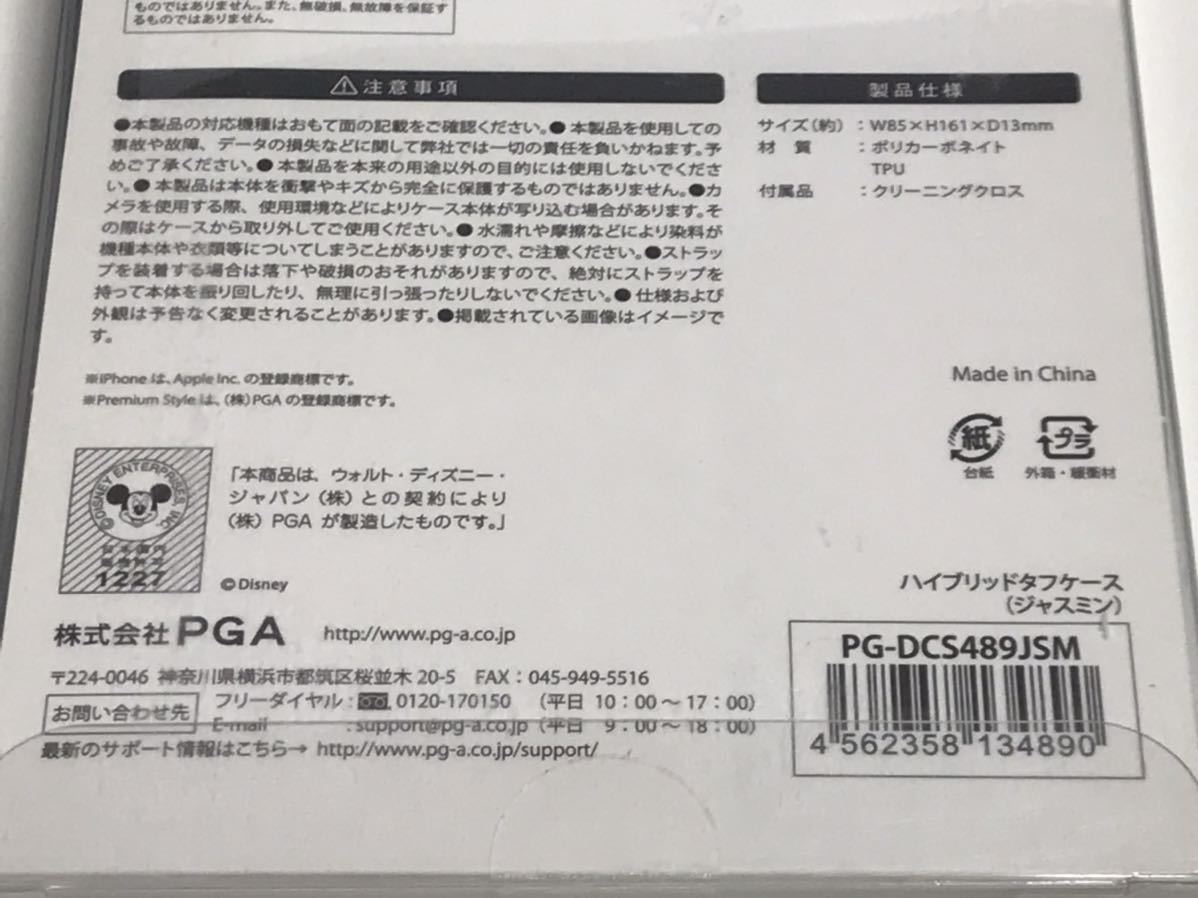 ものではありません。また、無破損、無故障を保証す
るものではありません。
⚠注意事項
●本製品の対応機種はおもて面の記載をご確認ください。●本製品を使用しての
事故や故障、データの損失などに関して弊社では一切の責任を負いかねます。予
めご了承ください。●本製品を本来の用途以外の目的には使用しないでくださ
い。●本製品は本体を衝撃やキズから完全に保護するものではありません。●カ
メラを使用する際、使用環境などによりケース本体が写り込む場合があります。そ
の際はケースから取り外してご使用ください。●水濡れや摩擦などにより染料が
機種本体や衣類等についてしまうことがありますので、ご注意ください。●ストラッ
プを装着する場合は落下や破損のおそれがありますので、絶対にストラップを
持って本体を振り回したり、無理に引っ張ったりしないでください。●仕様および
外観は予告なく変更されることがあります。●掲載されている画像はイメージで
す。
製品仕様
サイズ(約):W85×H161×D13mm
材 質 :ポリカーボネイト
TPU
付属品 :クリーニングクロス
※iPhone は、Apple Inc. の登録商標です。
※Premium Style は、(株)PGA の登録商標です。
Made in China
紙
台紙
プラ
外箱・緩衝材
©DISNEY ENTERPRISES, INC.
1227
「本商品は、ウォルト・ディズニー・
ジャパン(株)との契約により
(株)PGA が製造したものです。」
©Disney
ハイブリッドタフケース
(ジャスミン)
株式会社 PGA http://www.pg-a.co.jp
〒224-0046 神奈川県横浜市都筑区桜並木 20-5 FAX:045-949-5516
お問い合わせ先
フリーダイヤル: 0120-170150 (平日 10:00〜17:00)
E-mail :support@pg-a.co.jp (平日 9:00〜18:00)
最新のサポート情報はこちら→ http://www.pg-a.co.jp/support/
PG-DCS489JSM
4 562358 134890